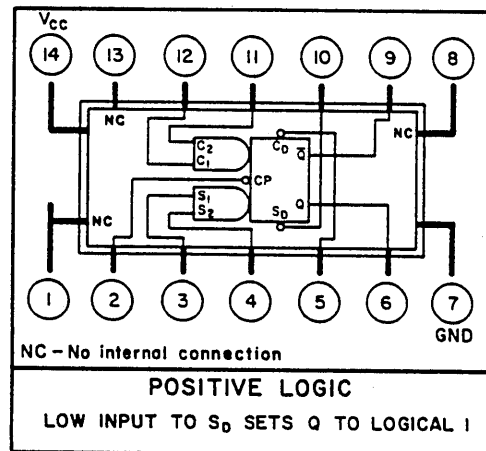 VCC
14 13 12 11 10 9 8
NC
NC
C2
C1
CD
Q̅
CP
S1
S2
SD
Q
NC
1 2 3 4 5 6 7
GND
NC – No internal connection
POSITIVE LOGIC
LOW INPUT TO SD SETS Q TO LOGICAL 1